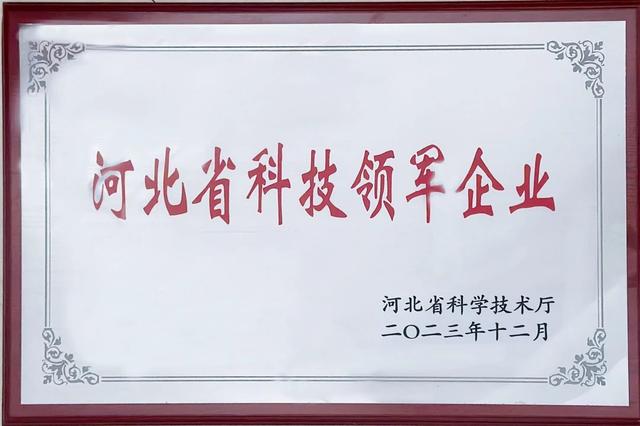 河北省科技领军企业
河北省科学技术厅
二〇二三年十二月